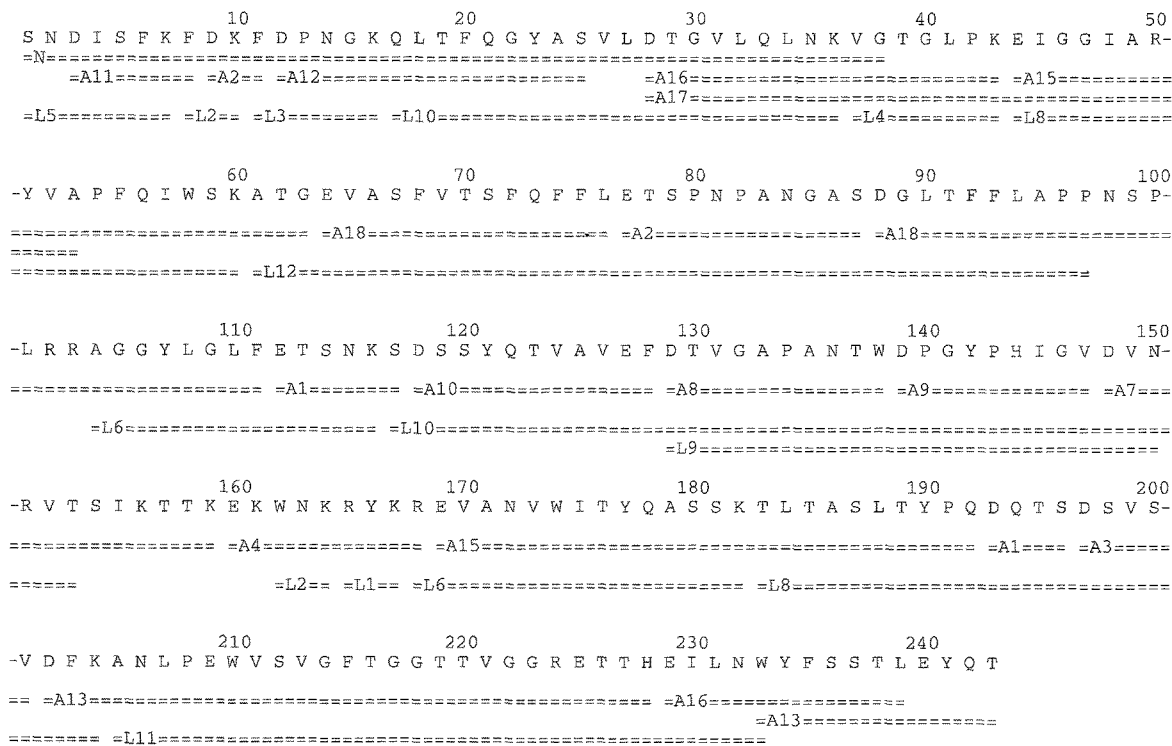 10 20 30 40 50
S N D I S F K F D K F D P N G K Q L T F Q G Y A S V L D T G V L Q L N K V G T G L P K E I G G I A R-
=N=========================================================================
=A11======= =A2== =A12======================= =A16=========================== =A15==========
=A17==========================================
=L5========== =L2== =L3======== =L10=================================== =L4========== =L8===========
60 70 80 90 100
-Y V A P F Q I W S K A T G E V A S F V T S F Q F F L E T S P N P A N G A S D G L T F F L A P P N S P-
========================== =A18===================== =A2================== =A18======================
======
==================== =L12=====================================================================
110 120 130 140 150
-L R R A G G Y L G L F E T S N K S D S S Y Q T V A V E F D T V G A P A N T W D P G Y P H I G V D V N-
====================== =A1======== =A10================= =A8================ =A9============== =A7===
=L6====================== =L10================================================================
=L9========================================
160 170 180 190 200
-R V T S I K T T K E K W N K R Y K R E V A N V W I T Y Q A S S K T L T A S L T Y P Q D Q T S D S V S-
================== =A4============== =A15=========================================== =A1==== =A3=====
====== =L2== =L1== =L6========================== =L8=================================
210 220 230 240
-V D F K A N L P E W V S V G F T G G T T V G G R E T T H E I L N W Y F S S T L E Y Q T
== =A13================================================= =A16=================
=A13=================
======== =L11=====================================================